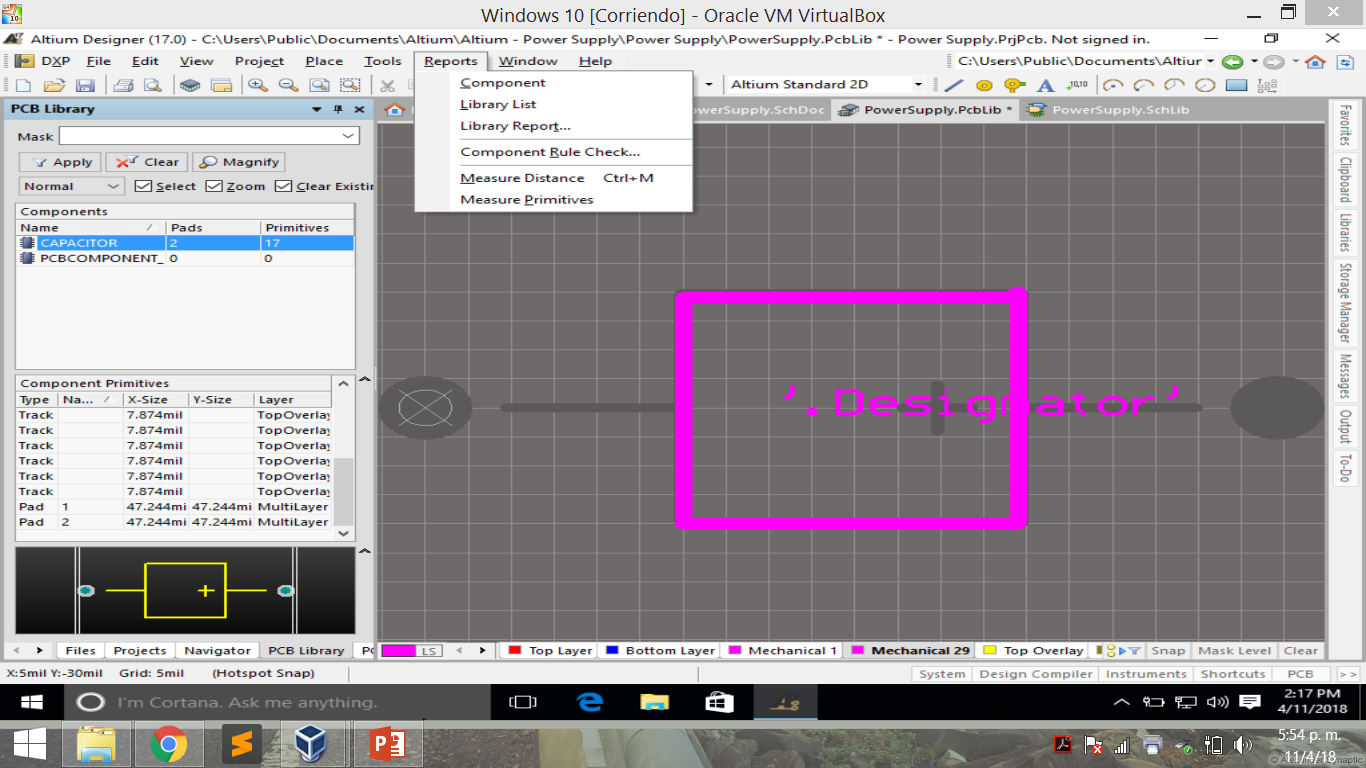 Windows 10 [Corriendo] - Oracle VM VirtualBox
Altium Designer (17.0) - C:\Users\Public\Documents\Altium\Altium - Power Supply\Power Supply\PowerSupply.PcbLib * - Power Supply.PrjPcb. Not signed in.
DXP File Edit View Project Place Tools Reports Window Help C:\Users\Public\Documents\Altiur
Altium Standard 2D
PCB Library
werSupply.SchDoc PowerSupply.PcbLib * PowerSupply.SchLib
Component
Library List
Library Report...
Component Rule Check...
Measure Distance Ctrl+M
Measure Primitives
Mask
Apply Clear Magnify
Normal Select Zoom Clear Existin
Components
Name Pads Primitives
CAPACITOR 2 17
PCBCOMPONENT_ 0 0
Component Primitives
Type Na... X-Size Y-Size Layer
Track 7.874mil TopOverlay
Track 7.874mil TopOverlay
Track 7.874mil TopOverlay
Track 7.874mil TopOverlay
Track 7.874mil TopOverlay
Track 7.874mil TopOverlay
Pad 1 47.244mi 47.244mi MultiLayer
Pad 2 47.244mi 47.244mi MultiLayer
'.Designator'
Favorites
Clipboard
Libraries
Storage Manager
Messages
Output
To-Do
Files Projects Navigator PCB Library PC
LS Top Layer Bottom Layer Mechanical 1 Mechanical 29 Top Overlay Snap Mask Level Clear
X:5mil Y:-30mil Grid: 5mil (Hotspot Snap) System Design Compiler Instruments Shortcuts PCB >>
I'm Cortana. Ask me anything.
2:17 PM
4/11/2018
5:54 p. m.
11/4/18